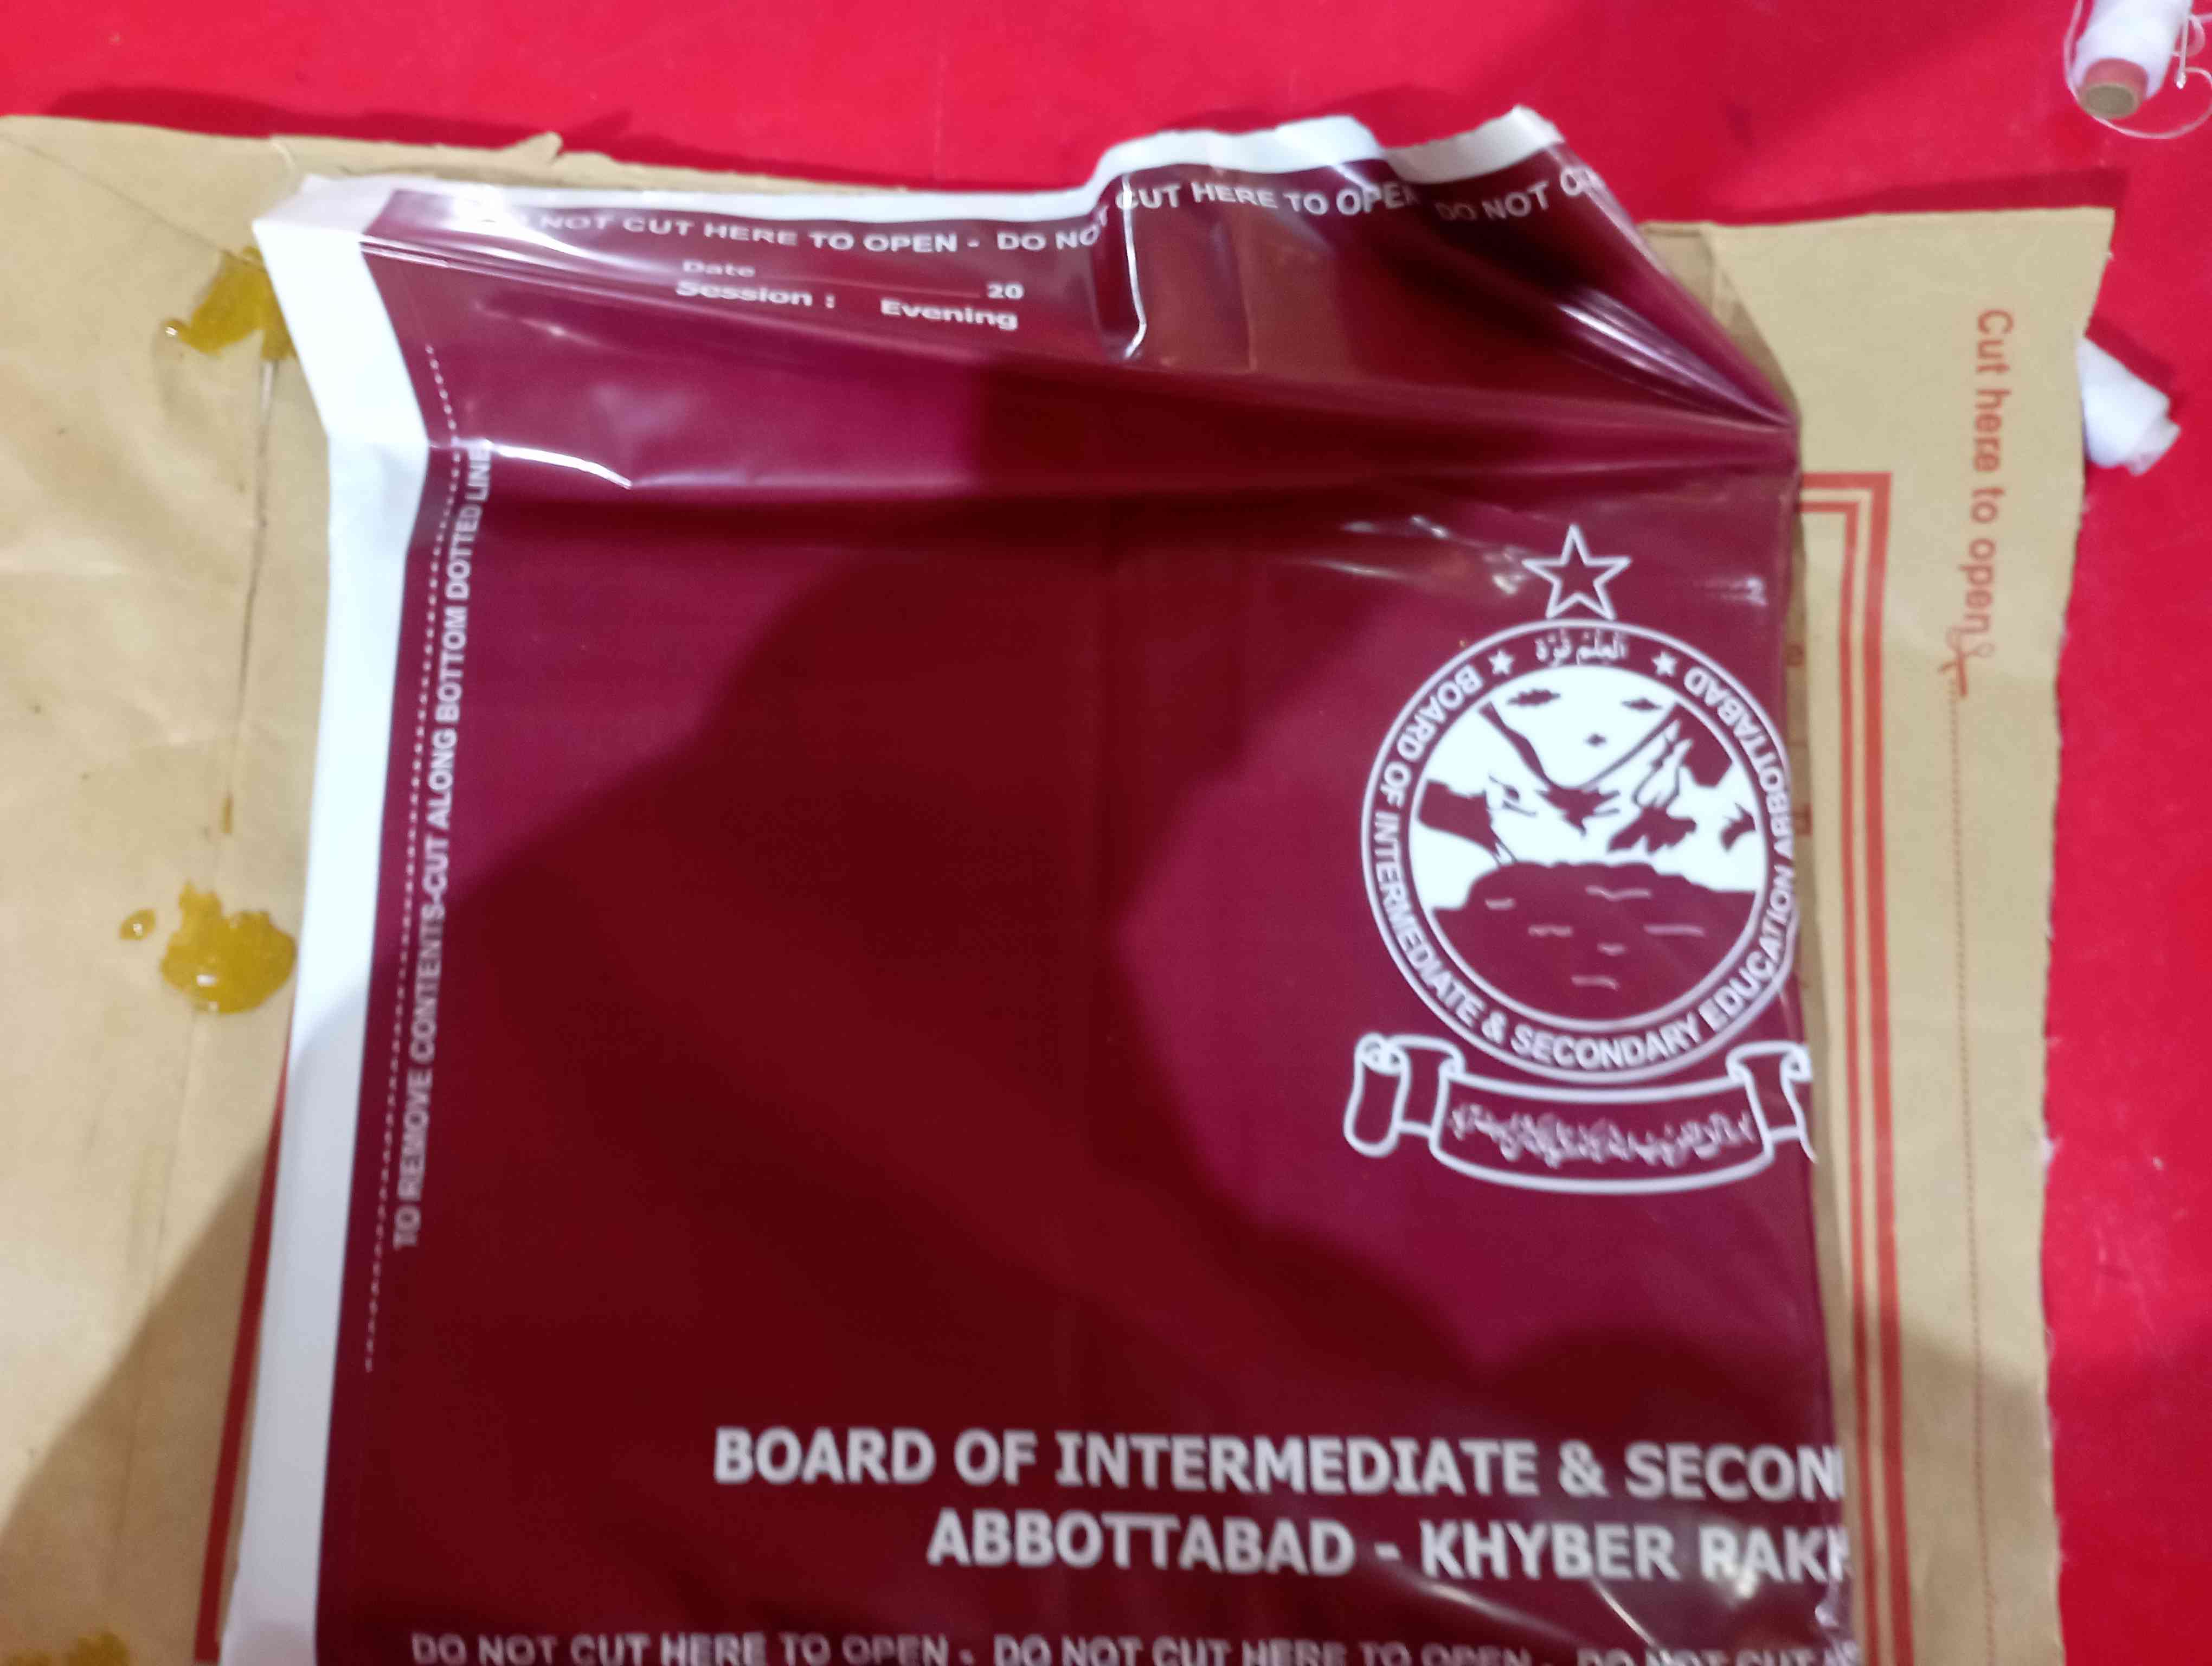 NOT CUT HERE TO OPEN - DO NOT CUT HERE TO OPEN DO NOT
Date 20
Session : Evening
TO REMOVE CONTENTS-CUT ALONG BOTTOM DOTTED LINE
Cut here to open
العلم قوة
BOARD OF INTERMEDIATE & SECONDARY EDUCATION ABBOTTABAD
BOARD OF INTERMEDIATE & SECON
ABBOTTABAD - KHYBER PAKH
DO NOT CUT HERE TO OPEN - DO NOT CUT HERE TO OPEN - DO NOT CUT